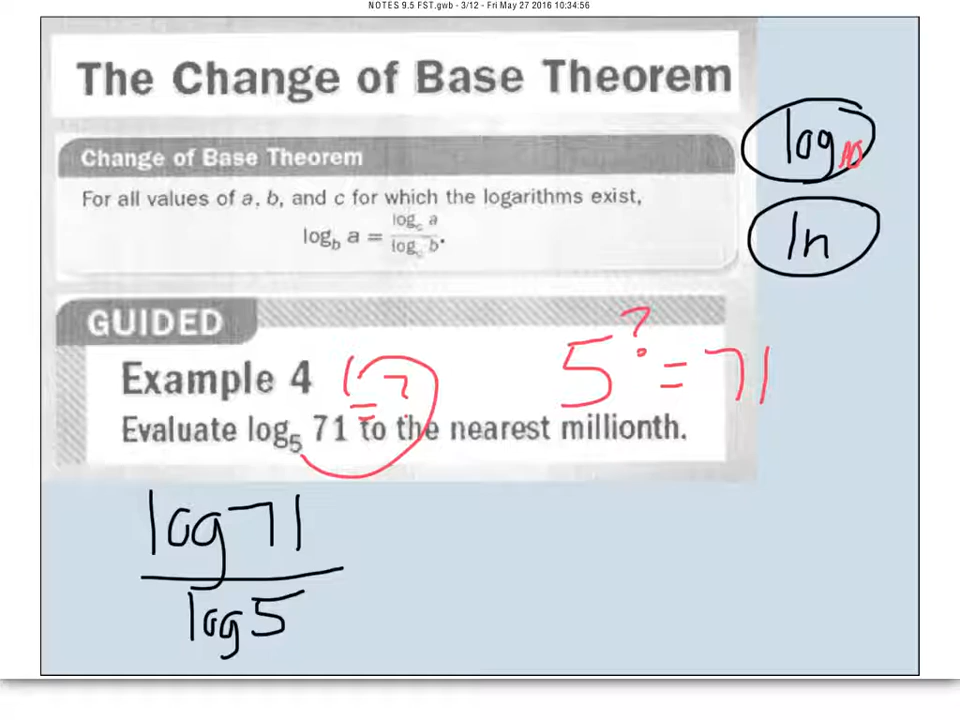 NOTES 9.5 FST.gwb - 3/12 - Fri May 27 2016 10:34:56
The Change of Base Theorem
Change of Base Theorem
For all values of a, b, and c for which the logarithms exist,
log_b a = log_c a / log_c b.
log₁₀
ln
GUIDED
Example 4
= ?
5^? = 71
Evaluate log₅ 71 to the nearest millionth.
log 71
log 5